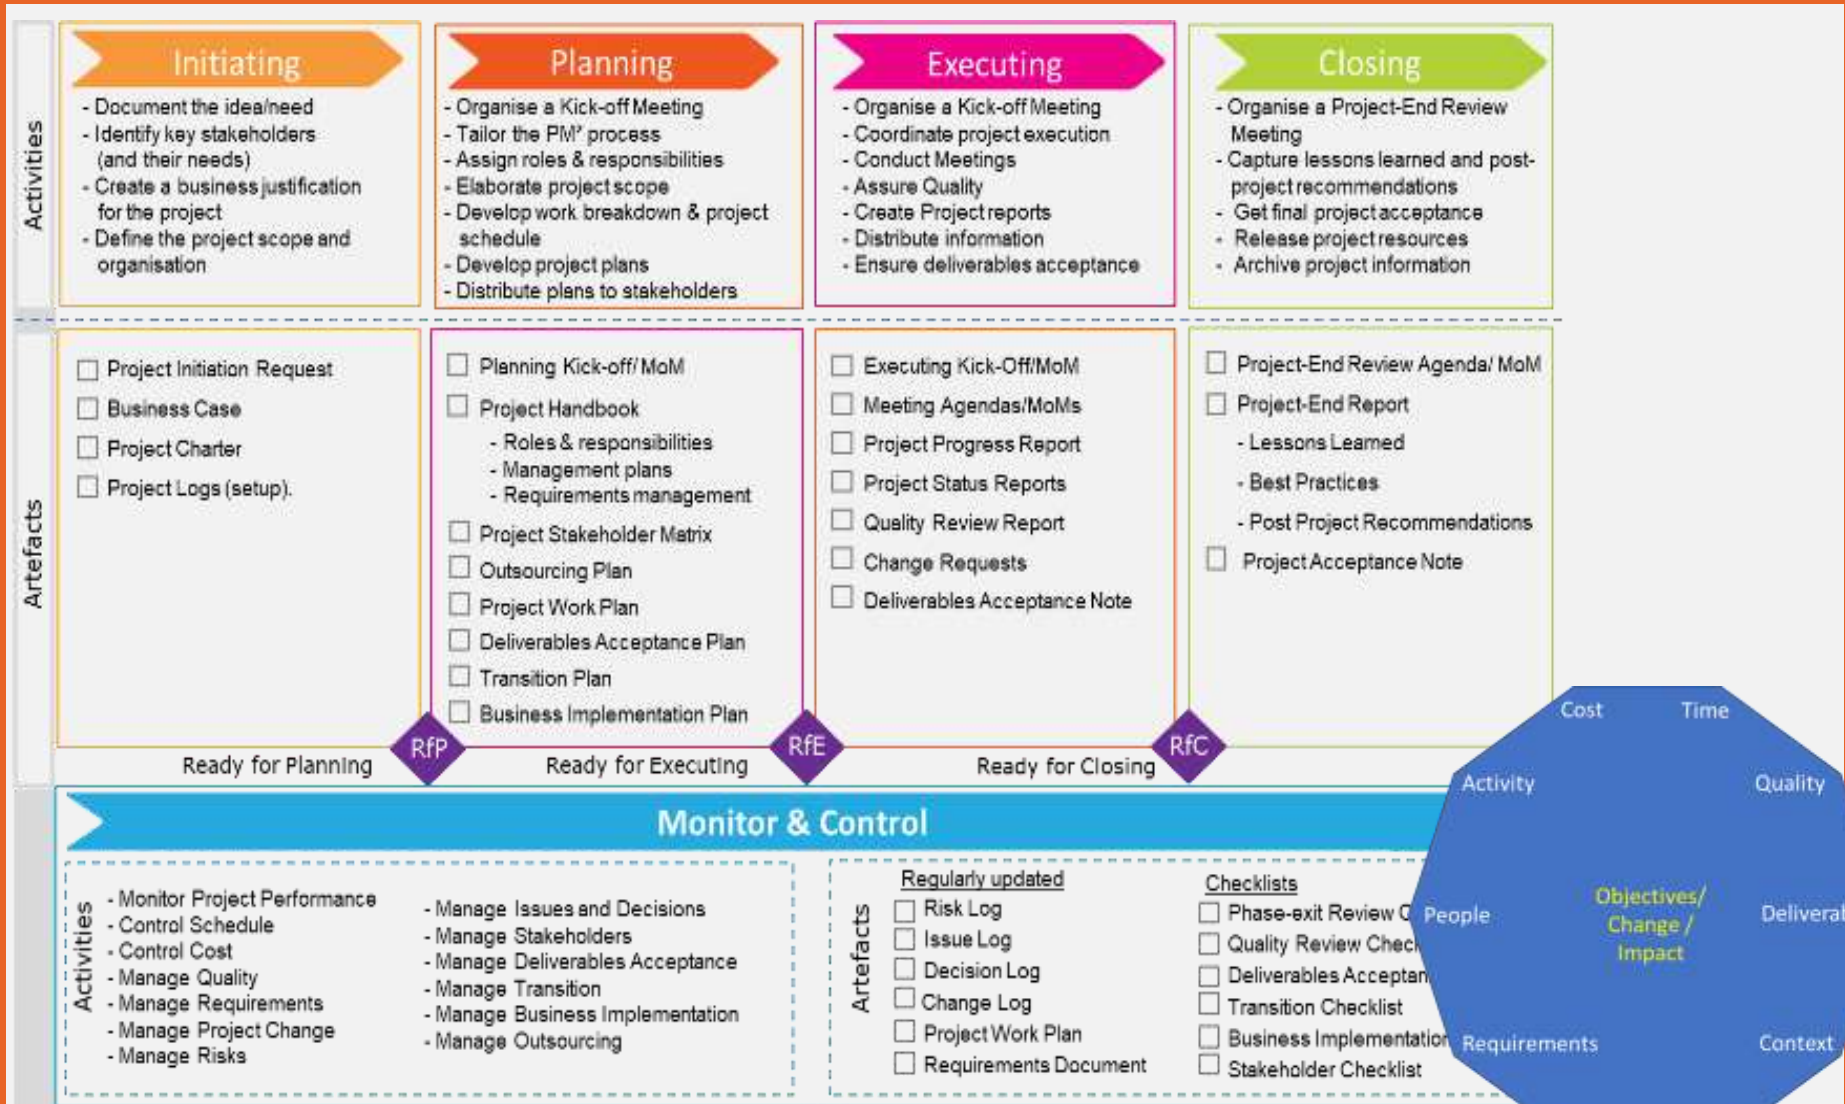 Activities
Initiating
- Document the idea/need
- Identify key stakeholders
(and their needs)
- Create a business justification
for the project
- Define the project scope and
organisation
Planning
- Organise a Kick-off Meeting
- Tailor the PM² process
- Assign roles & responsibilities
- Elaborate project scope
- Develop work breakdown & project
schedule
- Develop project plans
- Distribute plans to stakeholders
Executing
- Organise a Kick-off Meeting
- Coordinate project execution
- Conduct Meetings
- Assure Quality
- Create Project reports
- Distribute information
- Ensure deliverables acceptance
Closing
- Organise a Project-End Review
Meeting
- Capture lessons learned and post-
project recommendations
- Get final project acceptance
- Release project resources
- Archive project information
Artefacts
Project Initiation Request
Business Case
Project Charter
Project Logs (setup).
Planning Kick-off/ MoM
Project Handbook
- Roles & responsibilities
- Management plans
- Requirements management
Project Stakeholder Matrix
Outsourcing Plan
Project Work Plan
Deliverables Acceptance Plan
Transition Plan
Business Implementation Plan
Executing Kick-Off/MoM
Meeting Agendas/MoMs
Project Progress Report
Project Status Reports
Quality Review Report
Change Requests
Deliverables Acceptance Note
Project-End Review Agenda/ MoM
Project-End Report
- Lessons Learned
- Best Practices
- Post Project Recommendations
Project Acceptance Note
Ready for Planning
RfP
Ready for Executing
RfE
Ready for Closing
RfC
Monitor & Control
Activities
- Monitor Project Performance
- Control Schedule
- Control Cost
- Manage Quality
- Manage Requirements
- Manage Project Change
- Manage Risks
- Manage Issues and Decisions
- Manage Stakeholders
- Manage Deliverables Acceptance
- Manage Transition
- Manage Business Implementation
- Manage Outsourcing
Artefacts
Regularly updated
Risk Log
Issue Log
Decision Log
Change Log
Project Work Plan
Requirements Document
Checklists
Phase-exit Review
Quality Review Chec
Deliverables Acceptan
Transition Checklist
Business Implementation
Stakeholder Checklist
Cost
Time
Activity
Quality
People
Objectives/
Change /
Impact
Deliveral
Requirements
Context